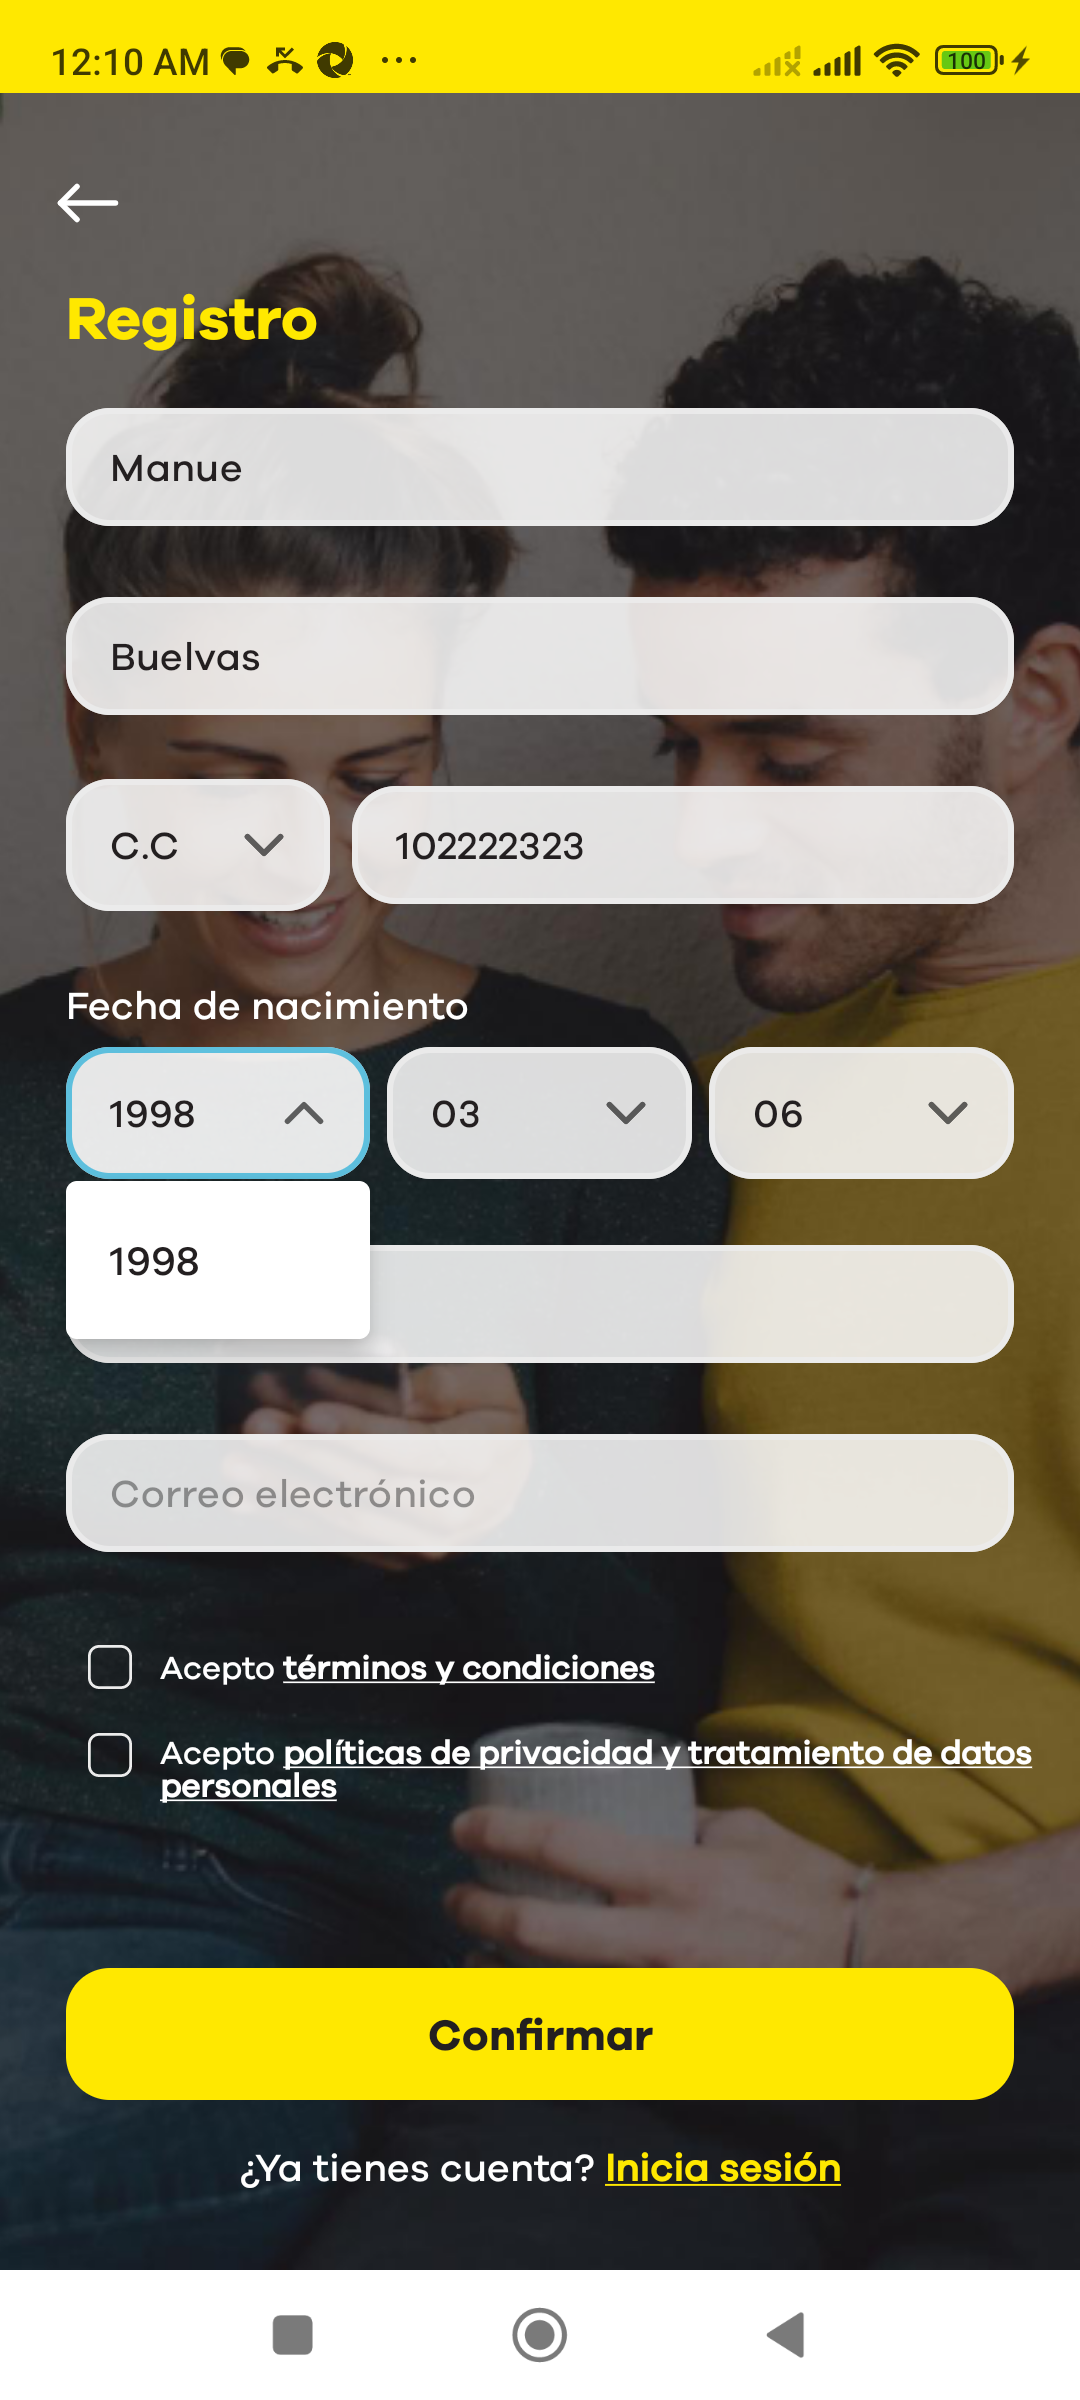 12:10 AM
100
Registro
Manue
Buelvas
C.C
102222323
Fecha de nacimiento
1998
03
06
1998
Correo electrónico
Acepto términos y condiciones
Acepto políticas de privacidad y tratamiento de datos
personales
Confirmar
¿Ya tienes cuenta? Inicia sesión